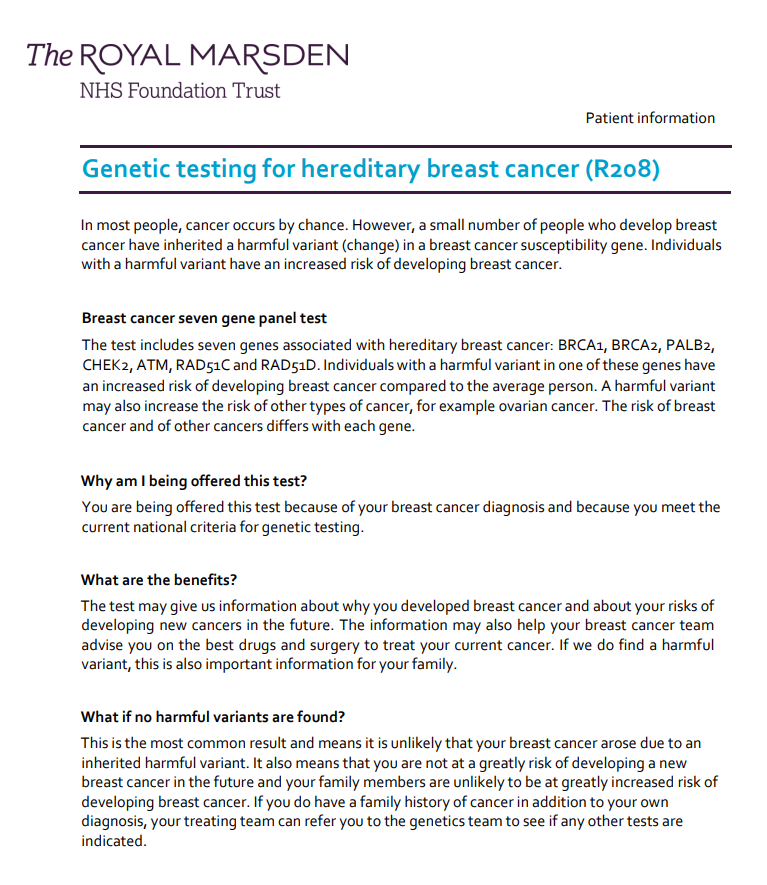 The ROYAL MARSDEN
NHS Foundation Trust
Patient information
Genetic testing for hereditary breast cancer (R208)
In most people, cancer occurs by chance. However, a small number of people who develop breast
cancer have inherited a harmful variant (change) in a breast cancer susceptibility gene. Individuals
with a harmful variant have an increased risk of developing breast cancer.
Breast cancer seven gene panel test
The test includes seven genes associated with hereditary breast cancer: BRCA1, BRCA2, PALB2,
CHEK2, ATM, RAD51C and RAD51D. Individuals with a harmful variant in one of these genes have
an increased risk of developing breast cancer compared to the average person. A harmful variant
may also increase the risk of other types of cancer, for example ovarian cancer. The risk of breast
cancer and of other cancers differs with each gene.
Why am I being offered this test?
You are being offered this test because of your breast cancer diagnosis and because you meet the
current national criteria for genetic testing.
What are the benefits?
The test may give us information about why you developed breast cancer and about your risks of
developing new cancers in the future. The information may also help your breast cancer team
advise you on the best drugs and surgery to treat your current cancer. If we do find a harmful
variant, this is also important information for your family.
What if no harmful variants are found?
This is the most common result and means it is unlikely that your breast cancer arose due to an
inherited harmful variant. It also means that you are not at a greatly risk of developing a new
breast cancer in the future and your family members are unlikely to be at greatly increased risk of
developing breast cancer. If you do have a family history of cancer in addition to your own
diagnosis, your treating team can refer you to the genetics team to see if any other tests are
indicated.